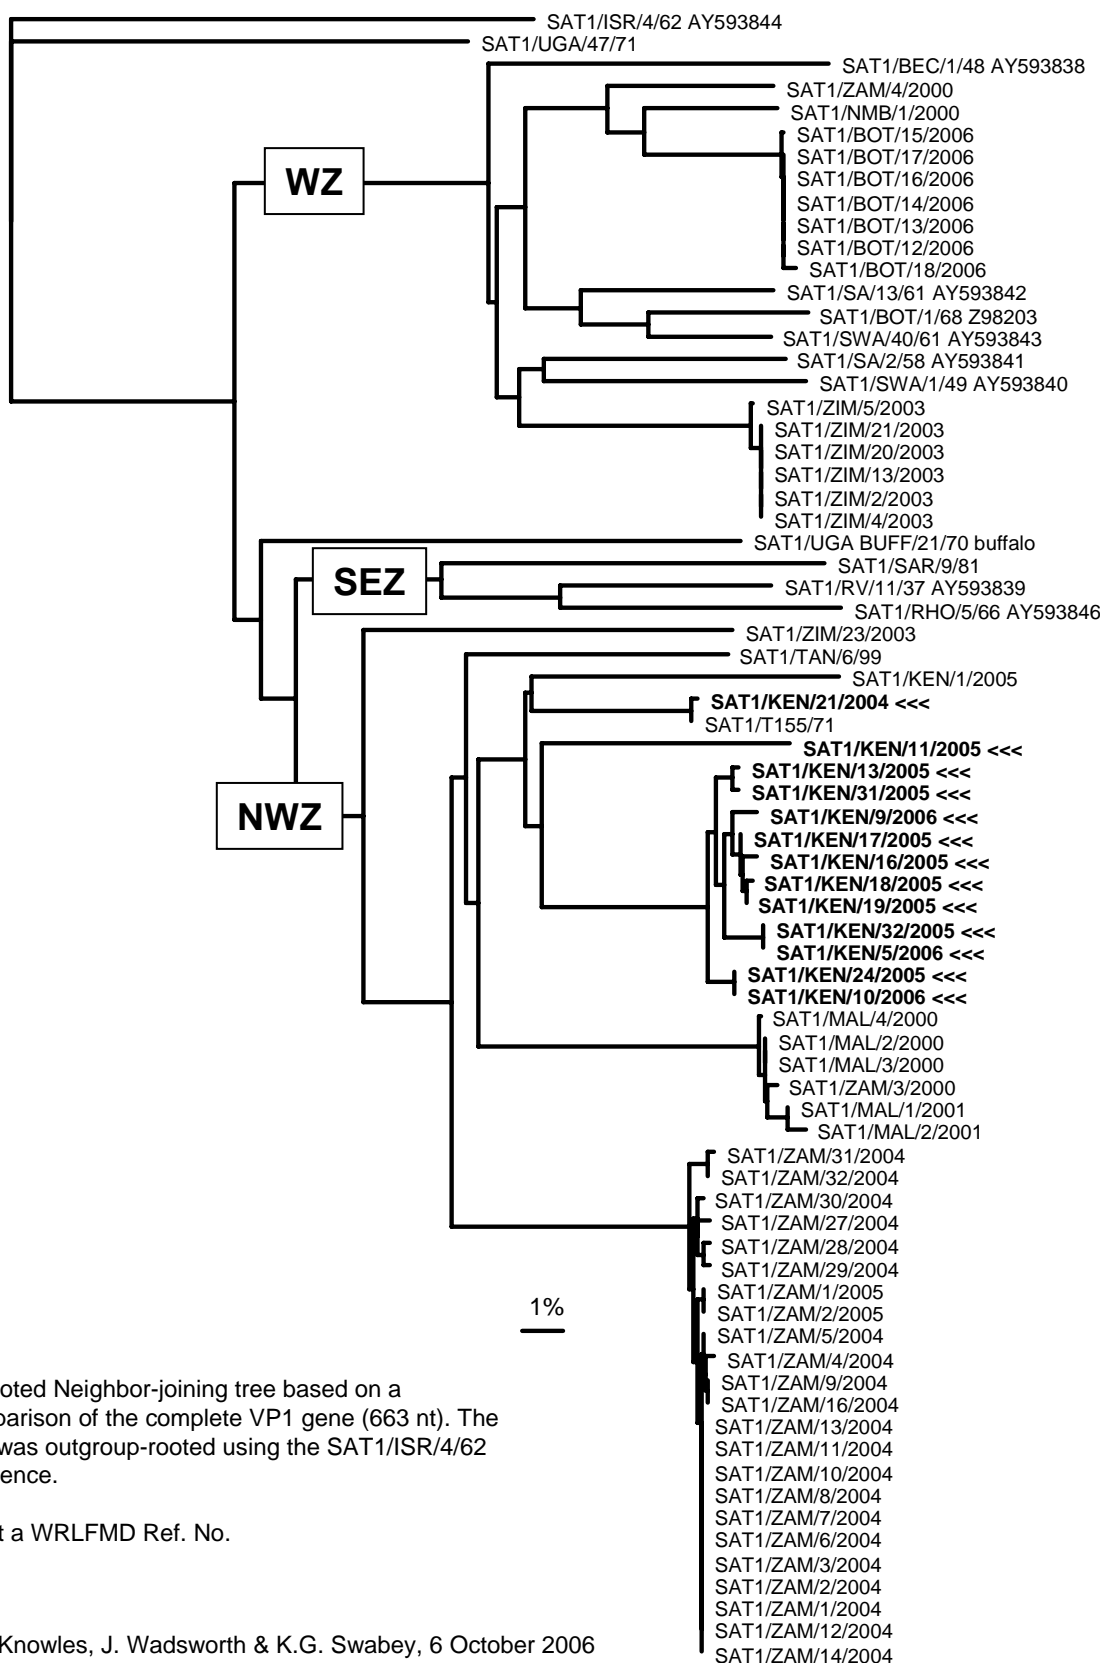 SAT1/ISR/4/62 AY593844
SAT1/UGA/47/71
SAT1/BEC/1/48 AY593838
SAT1/ZAM/4/2000
SAT1/NMB/1/2000
SAT1/BOT/15/2006
SAT1/BOT/17/2006
WZ
SAT1/BOT/16/2006
SAT1/BOT/14/2006
SAT1/BOT/13/2006
SAT1/BOT/12/2006
SAT1/BOT/18/2006
SAT1/SA/13/61 AY593842
SAT1/BOT/1/68 Z98203
SAT1/SWA/40/61 AY593843
SAT1/SA/2/58 AY593841
SAT1/SWA/1/49 AY593840
SAT1/ZIM/5/2003
SAT1/ZIM/21/2003
SAT1/ZIM/20/2003
SAT1/ZIM/13/2003
SAT1/ZIM/2/2003
SAT1/ZIM/4/2003
SAT1/UGA BUFF/21/70 buffalo
SAT1/SAR/9/81
SEZ
SAT1/RV/11/37 AY593839
SAT1/RHO/5/66 AY593846
SAT1/ZIM/23/2003
SAT1/TAN/6/99
SAT1/KEN/1/2005
SAT1/KEN/21/2004 <<<
SAT1/T155/71
SAT1/KEN/11/2005 <<<
SAT1/KEN/13/2005 <<<
SAT1/KEN/31/2005 <<<
SAT1/KEN/9/2006 <<<
NWZ
SAT1/KEN/17/2005 <<<
SAT1/KEN/16/2005 <<<
SAT1/KEN/18/2005 <<<
SAT1/KEN/19/2005 <<<
SAT1/KEN/32/2005 <<<
SAT1/KEN/5/2006 <<<
SAT1/KEN/24/2005 <<<
SAT1/KEN/10/2006 <<<
SAT1/MAL/4/2000
SAT1/MAL/2/2000
SAT1/MAL/3/2000
SAT1/ZAM/3/2000
SAT1/MAL/1/2001
SAT1/MAL/2/2001
SAT1/ZAM/31/2004
SAT1/ZAM/32/2004
SAT1/ZAM/30/2004
SAT1/ZAM/27/2004
SAT1/ZAM/28/2004
SAT1/ZAM/29/2004
SAT1/ZAM/1/2005
1%
SAT1/ZAM/2/2005
SAT1/ZAM/5/2004
SAT1/ZAM/4/2004
SAT1/ZAM/9/2004
SAT1/ZAM/16/2004
SAT1/ZAM/13/2004
SAT1/ZAM/11/2004
SAT1/ZAM/10/2004
SAT1/ZAM/8/2004
SAT1/ZAM/7/2004
SAT1/ZAM/6/2004
SAT1/ZAM/3/2004
SAT1/ZAM/2/2004
SAT1/ZAM/1/2004
SAT1/ZAM/12/2004
SAT1/ZAM/14/2004
oted Neighbor-joining tree based on a
parison of the complete VP1 gene (663 nt). The
was outgroup-rooted using the SAT1/ISR/4/62
ence.
t a WRLFMD Ref. No.
Knowles, J. Wadsworth & K.G. Swabey, 6 October 2006